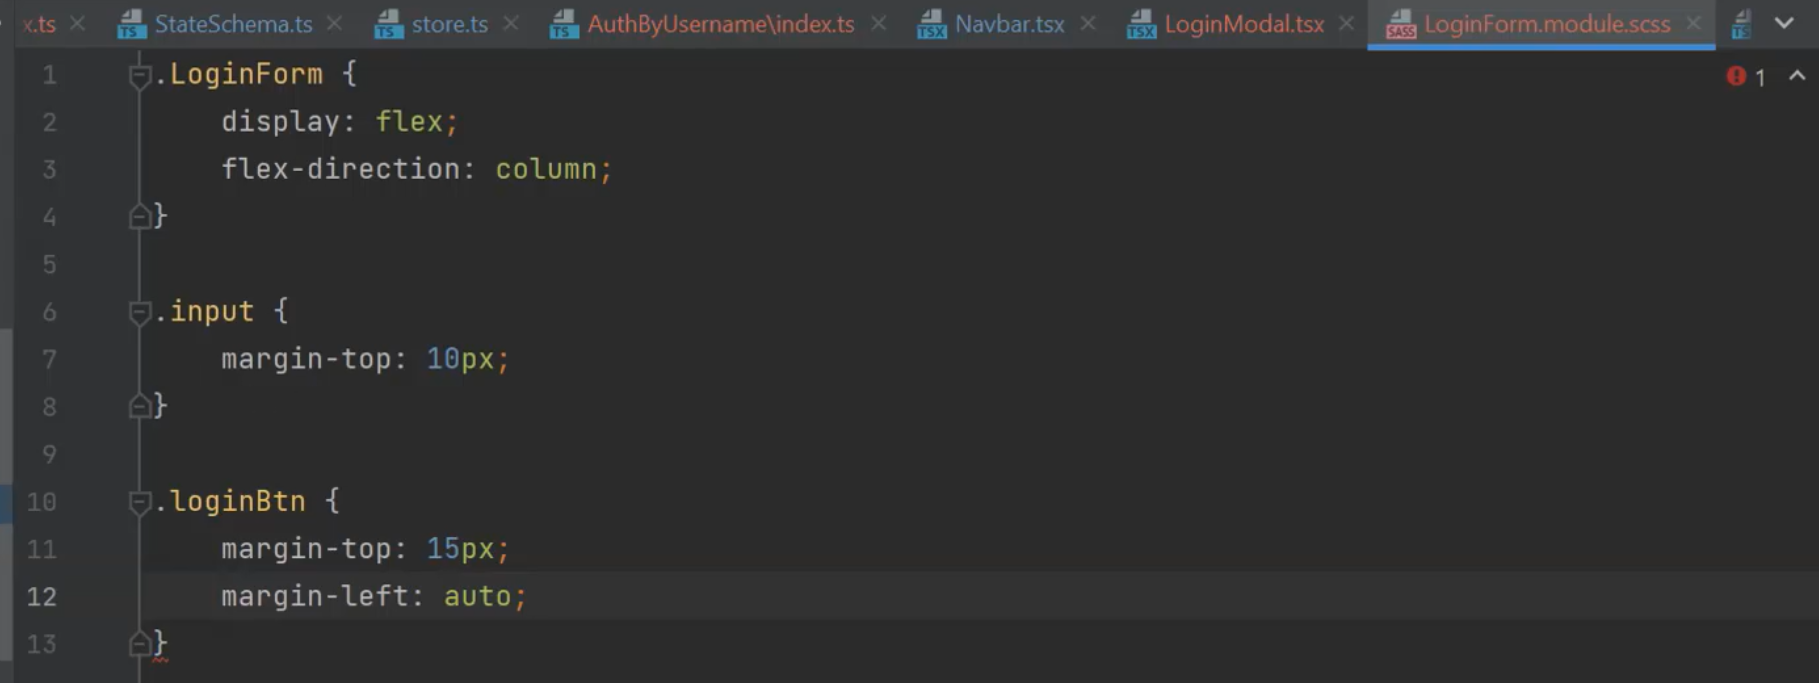 x.ts StateSchema.ts store.ts AuthByUsername\index.ts Navbar.tsx LoginModal.tsx LoginForm.module.scss
1 .LoginForm {
1
2 display: flex;
3 flex-direction: column;
4 }
5
6 .input {
7 margin-top: 10px;
8 }
9
10 .loginBtn {
11 margin-top: 15px;
12 margin-left: auto;
13 }